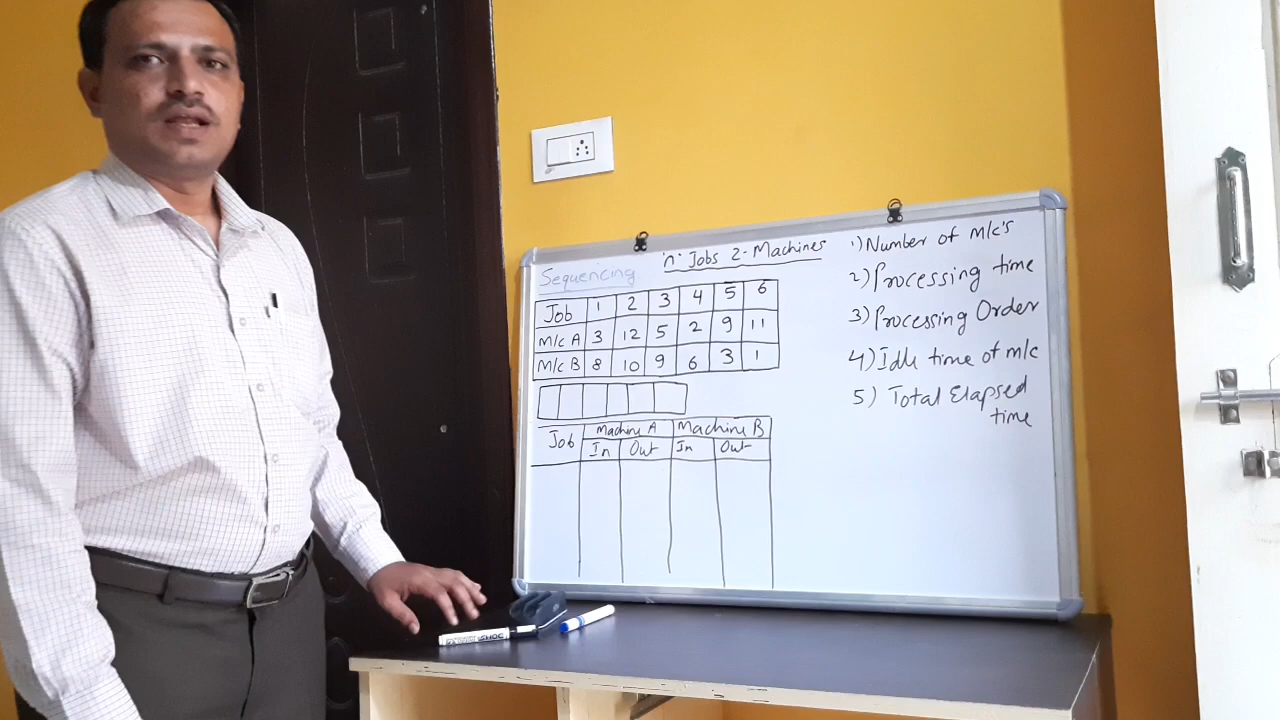 Sequencing
'n' Jobs 2-Machines
Job 1 2 3 4 5 6
M/c A 3 12 5 2 9 11
M/c B 8 10 9 6 3 1
Job Machine A Machine B
In Out In Out
1) Number of M/c's
2) Processing time
3) Processing Order
4) Idle time of m/c
5) Total Elapsed
time